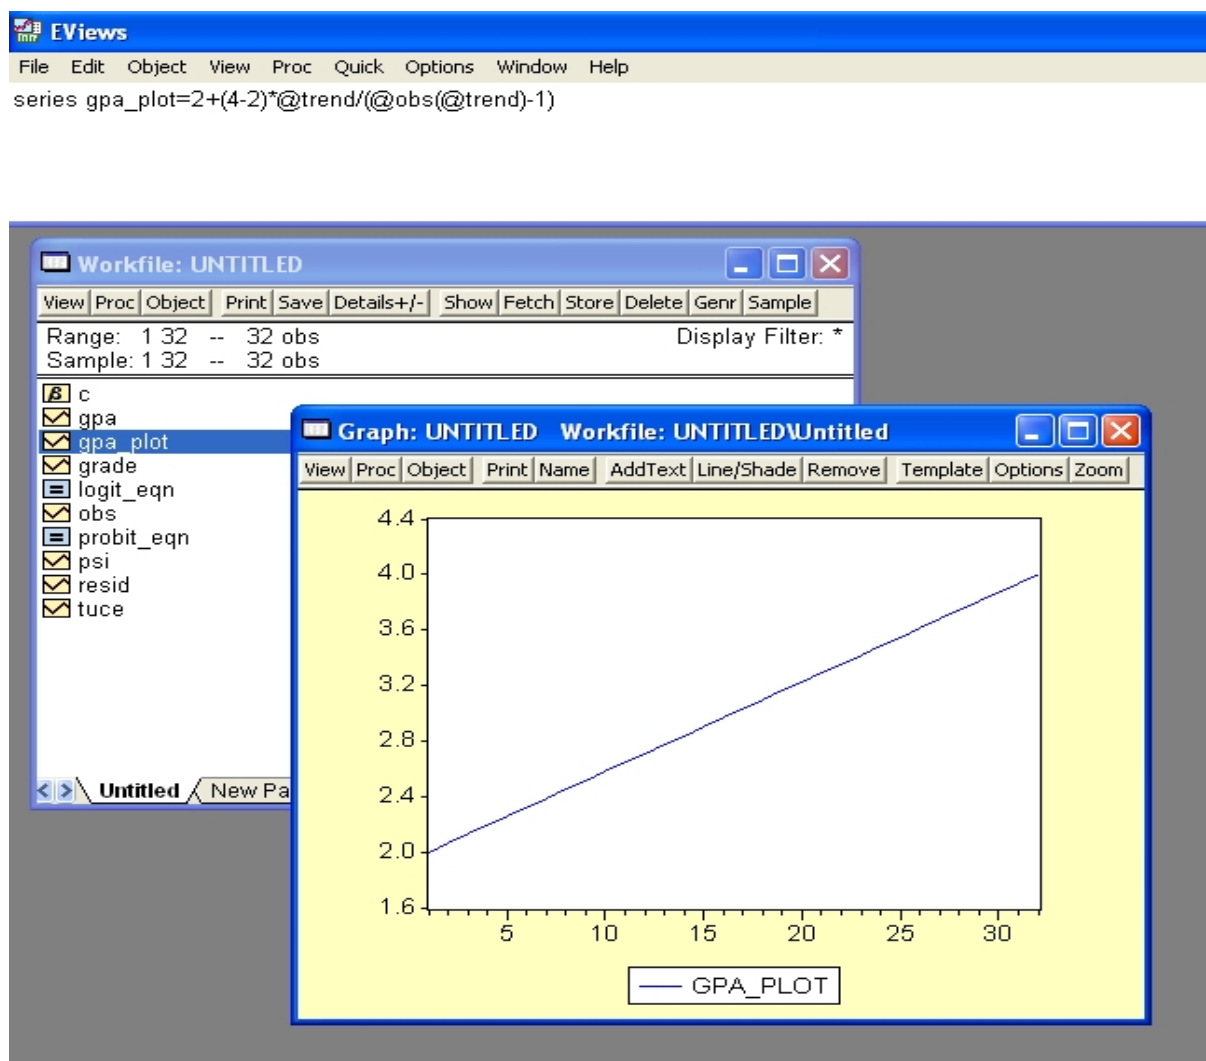 EViews
File Edit Object View Proc Quick Options Window Help
series gpa_plot=2+(4-2)*@trend/(@obs(@trend)-1)
Workfile: UNTITLED
View Proc Object Print Save Details+/- Show Fetch Store Delete Genr Sample
Range: 1 32 -- 32 obs Display Filter: *
Sample: 1 32 -- 32 obs
c
gpa
gpa_plot
grade
logit_eqn
obs
probit_eqn
psi
resid
tuce
Untitled New Pa
Graph: UNTITLED Workfile: UNTITLED\Untitled
View Proc Object Print Name AddText Line/Shade Remove Template Options Zoom
4.4
4.0
3.6
3.2
2.8
2.4
2.0
1.6
5 10 15 20 25 30
GPA_PLOT